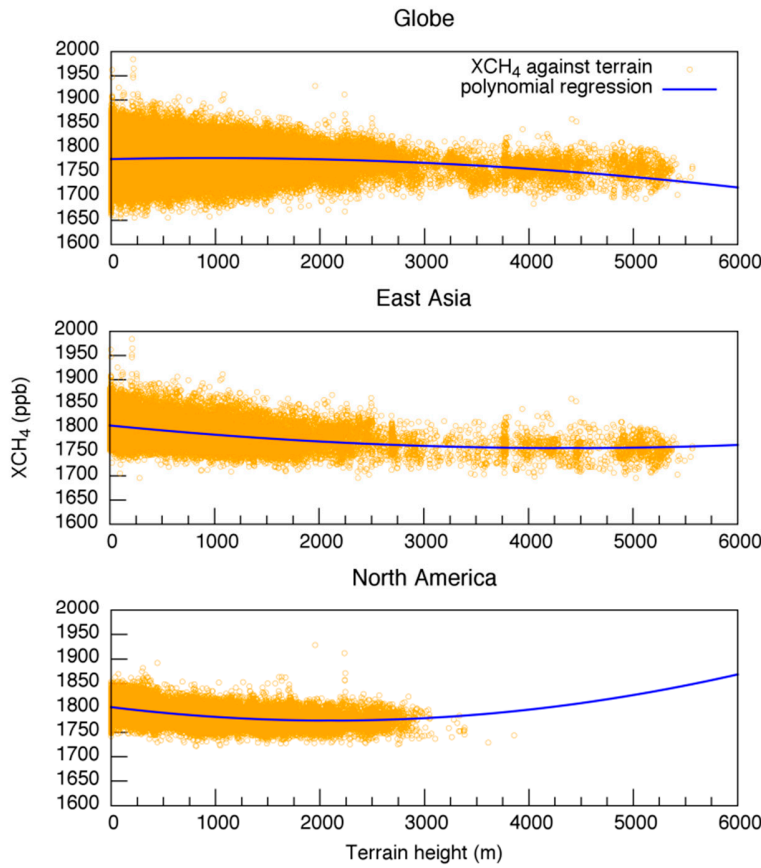 Globe
2000
1950
1900
1850
1800
1750
1700
1650
1600
XCH₄ against terrain
polynomial regression
0 1000 2000 3000 4000 5000 6000
East Asia
2000
1950
1900
1850
1800
1750
1700
1650
1600
XCH₄ (ppb)
0 1000 2000 3000 4000 5000 6000
North America
2000
1950
1900
1850
1800
1750
1700
1650
1600
0 1000 2000 3000 4000 5000 6000
Terrain height (m)